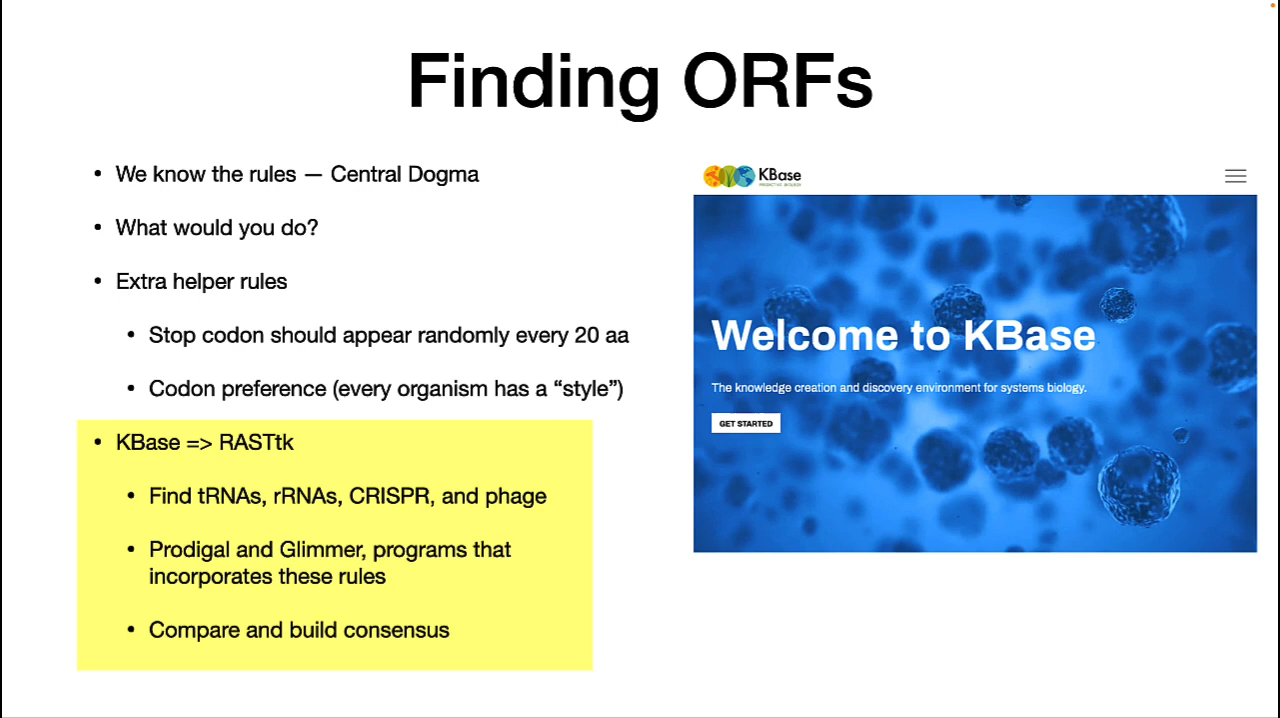 Finding ORFs
• We know the rules — Central Dogma
• What would you do?
• Extra helper rules
• Stop codon should appear randomly every 20 aa
• Codon preference (every organism has a “style”)
• KBase => RASTtk
• Find tRNAs, rRNAs, CRISPR, and phage
• Prodigal and Glimmer, programs that
incorporates these rules
• Compare and build consensus
KBase
PREDICTIVE BIOLOGY
Welcome to KBase
The knowledge creation and discovery environment for systems biology.
GET STARTED